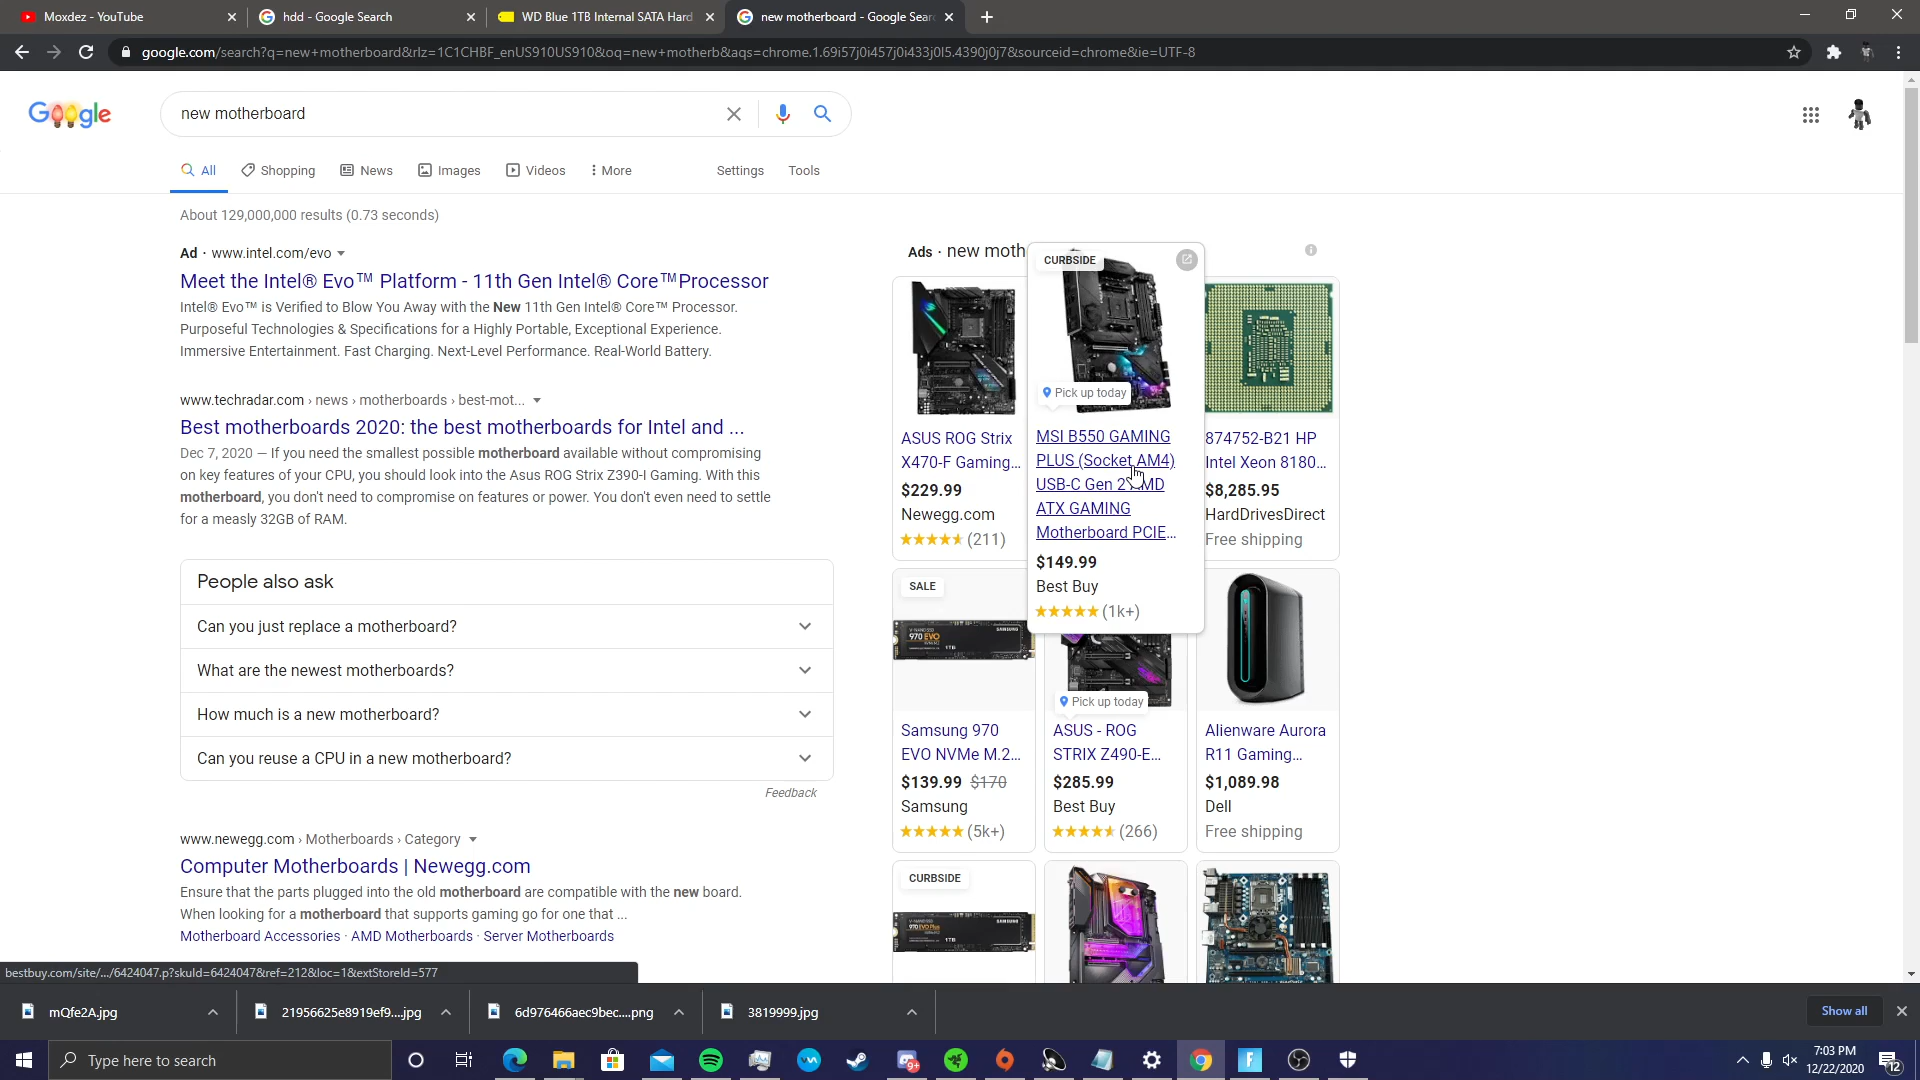 Moxdez - YouTube
hdd - Google Search
WD Blue 1TB Internal SATA Hard
new motherboard - Google Sear
google.com/search?q=new+motherboard&rlz=1C1CHBF_enUS910US910&oq=new+motherb&aqs=chrome.1.69i57j0i457j0i433j0l5.4390j0j7&sourceid=chrome&ie=UTF-8
Google
new motherboard
All
Shopping
News
Images
Videos
More
Settings
Tools
About 129,000,000 results (0.73 seconds)
Ad · www.intel.com/evo
Meet the Intel® Evo™ Platform - 11th Gen Intel® Core™Processor
Intel® Evo™ is Verified to Blow You Away with the New 11th Gen Intel® Core™ Processor.
Purposeful Technologies & Specifications for a Highly Portable, Exceptional Experience.
Immersive Entertainment. Fast Charging. Next-Level Performance. Real-World Battery.
www.techradar.com › news › motherboards › best-mot...
Best motherboards 2020: the best motherboards for Intel and ...
Dec 7, 2020 — If you need the smallest possible motherboard available without compromising
on key features of your CPU, you should look into the Asus ROG Strix Z390-I Gaming. With this
motherboard, you don't need to compromise on features or power. You don't even need to settle
for a measly 32GB of RAM.
People also ask
Can you just replace a motherboard?
What are the newest motherboards?
How much is a new motherboard?
Can you reuse a CPU in a new motherboard?
Feedback
www.newegg.com › Motherboards › Category
Computer Motherboards | Newegg.com
Ensure that the parts plugged into the old motherboard are compatible with the new board.
When looking for a motherboard that supports gaming go for one that ...
Motherboard Accessories · AMD Motherboards · Server Motherboards
Ads · new moth
ASUS ROG Strix
X470-F Gaming...
$229.99
Newegg.com
(211)
CURBSIDE
Pick up today
MSI B550 GAMING
PLUS (Socket AM4)
USB-C Gen 2 AMD
ATX GAMING
Motherboard PCIE...
$149.99
Best Buy
(1k+)
874752-B21 HP
Intel Xeon 8180...
$8,285.95
HardDrivesDirect
Free shipping
SALE
970 EVO
SAMSUNG
1TB
Samsung 970
EVO NVMe M.2...
$139.99 $170
Samsung
(5k+)
Pick up today
ASUS - ROG
STRIX Z490-E...
$285.99
Best Buy
(266)
Alienware Aurora
R11 Gaming...
$1,089.98
Dell
Free shipping
CURBSIDE
970 EVO Plus
SAMSUNG
1TB
bestbuy.com/site/.../6424047.p?skuId=6424047&ref=212&loc=1&extStoreId=577
mQfe2A.jpg
21956625e8919ef9....jpg
6d976466aec9bec....png
3819999.jpg
Show all
Type here to search
7:03 PM
12/22/2020
12